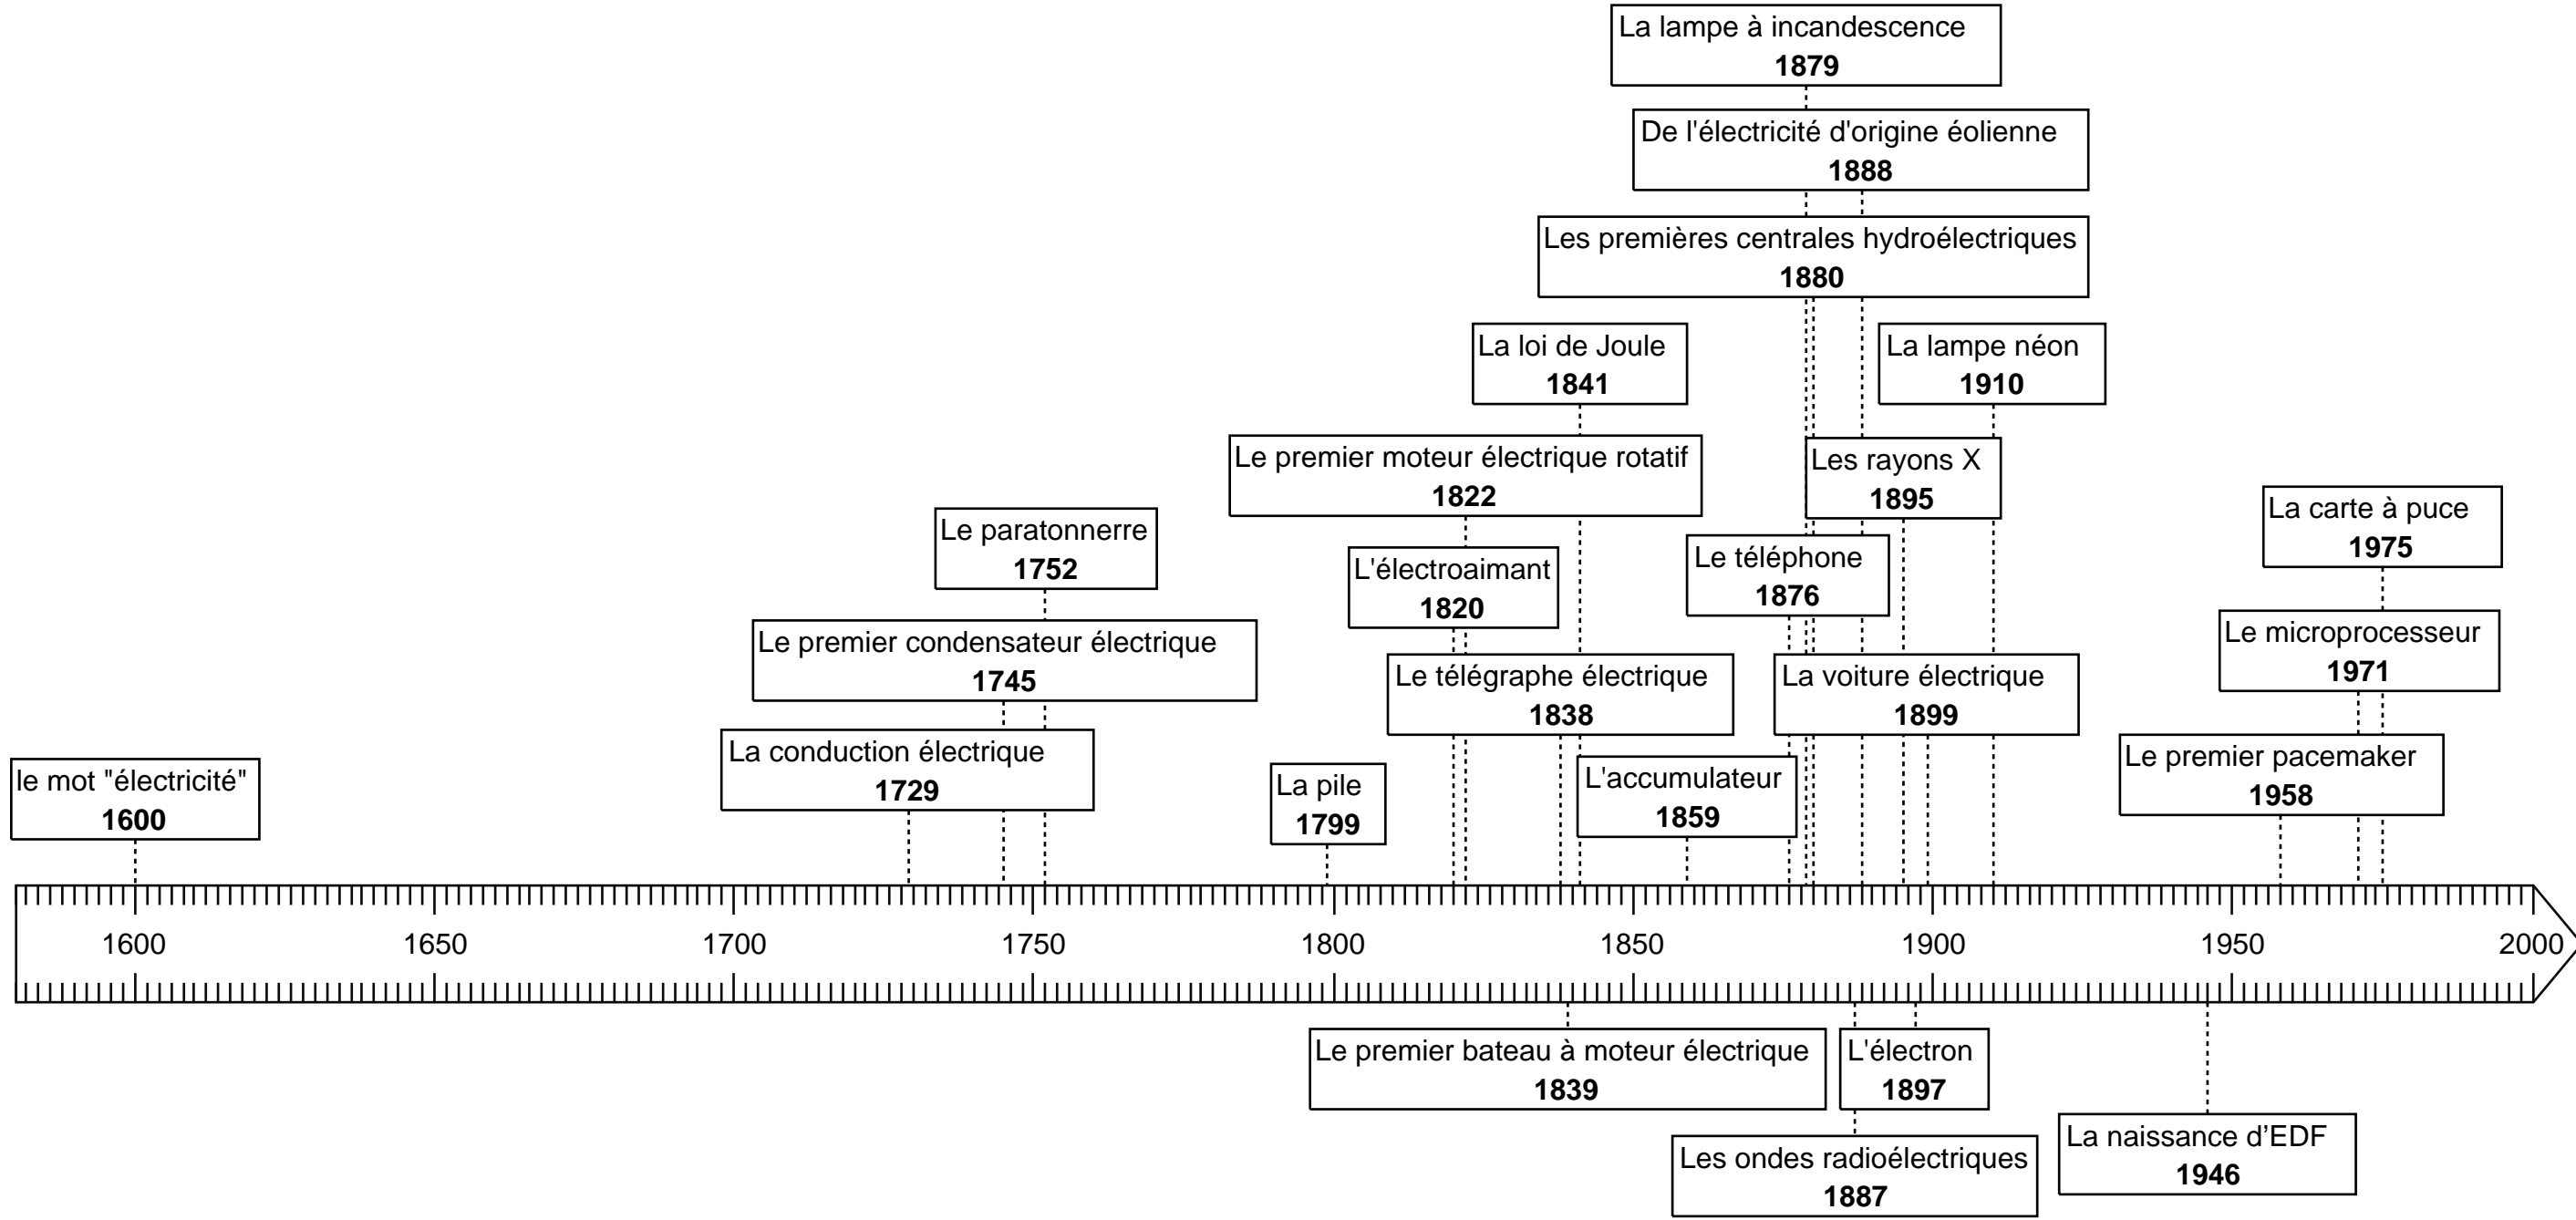 La lampe à incandescence
1879
De l'électricité d'origine éolienne
1888
Les premières centrales hydroélectriques
1880
La loi de Joule
1841
La lampe néon
1910
Le premier moteur électrique rotatif
1822
Les rayons X
1895
La carte à puce
1975
Le paratonnerre
1752
L'électroaimant
1820
Le téléphone
1876
Le microprocesseur
1971
Le premier condensateur électrique
1745
Le télégraphe électrique
1838
La voiture électrique
1899
La conduction électrique
1729
Le premier pacemaker
1958
le mot "électricité"
1600
La pile
1799
L'accumulateur
1859
1600 1650 1700 1750 1800 1850 1900 1950 2000
Le premier bateau à moteur électrique
1839
L'électron
1897
La naissance d’EDF
1946
Les ondes radioélectriques
1887